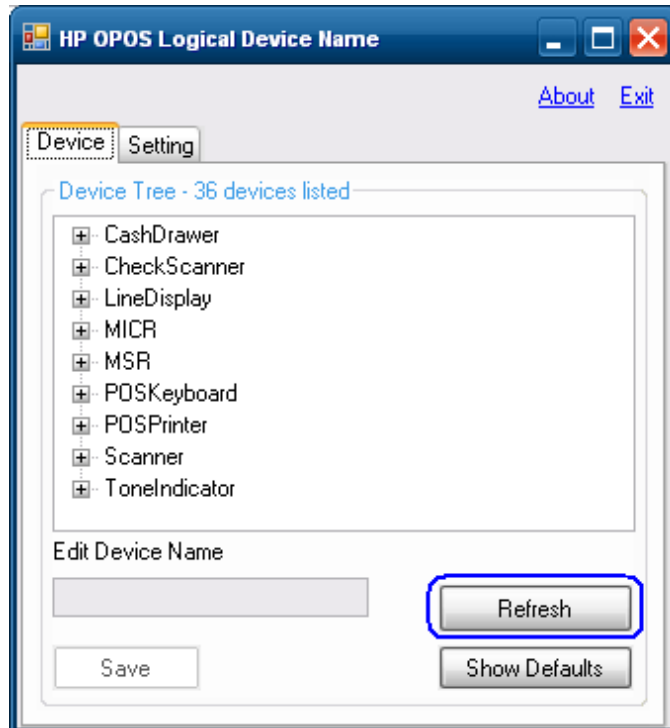 HP OPOS Logical Device Name
About Exit
Device Setting
Device Tree - 36 devices listed
CashDrawer
CheckScanner
LineDisplay
MICR
MSR
POSKeyboard
POSPrinter
Scanner
ToneIndicator
Edit Device Name
Refresh
Save Show Defaults